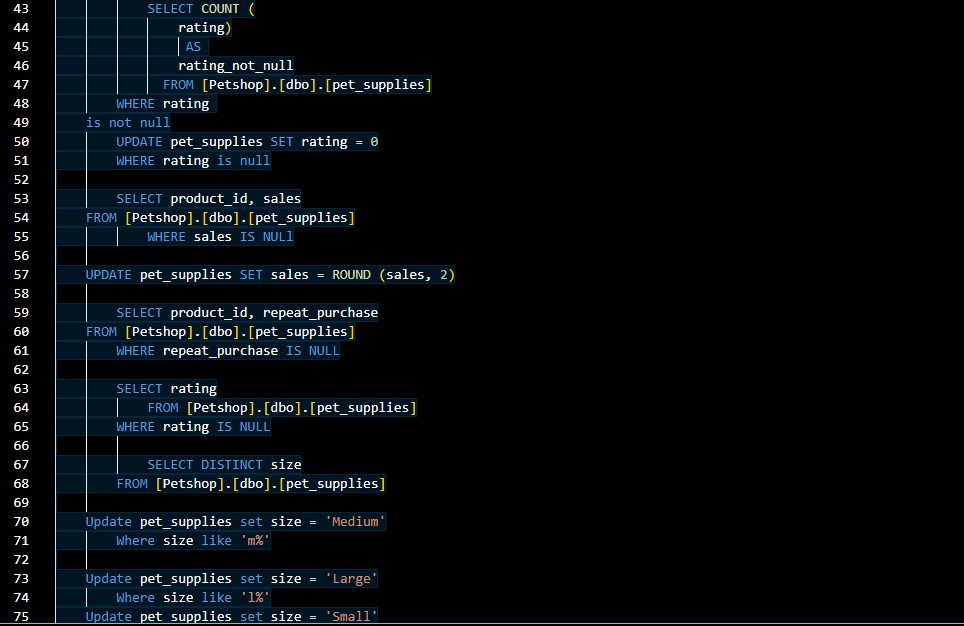 43 SELECT COUNT (
44 rating)
45 AS
46 rating_not_null
47 FROM [Petshop].[dbo].[pet_supplies]
48 WHERE rating
49 is not null
50 UPDATE pet_supplies SET rating = 0
51 WHERE rating is null
52
53 SELECT product_id, sales
54 FROM [Petshop].[dbo].[pet_supplies]
55 WHERE sales IS NUll
56
57 UPDATE pet_supplies SET sales = ROUND (sales, 2)
58
59 SELECT product_id, repeat_purchase
60 FROM [Petshop].[dbo].[pet_supplies]
61 WHERE repeat_purchase IS NULL
62
63 SELECT rating
64 FROM [Petshop].[dbo].[pet_supplies]
65 WHERE rating IS NULL
66
67 SELECT DISTINCT size
68 FROM [Petshop].[dbo].[pet_supplies]
69
70 Update pet_supplies set size = 'Medium'
71 Where size like 'm%'
72
73 Update pet_supplies set size = 'Large'
74 Where size like 'l%'
75 Update pet_supplies set size = 'Small'